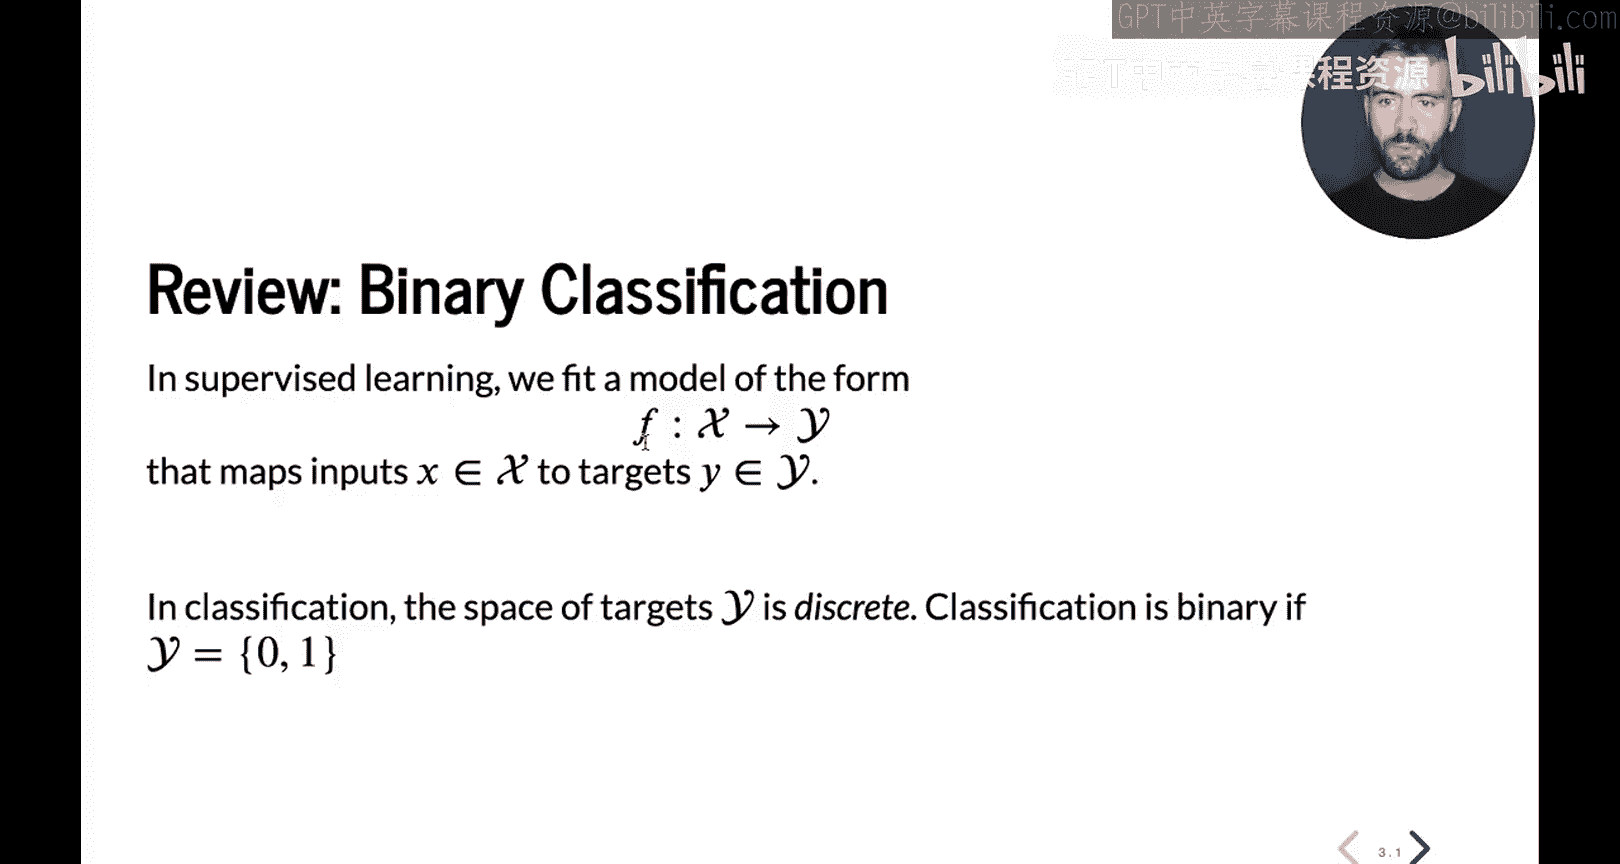 GPT中英字幕课程资源@bilibili.com
课程资源 bilibili
Review: Binary Classification
In supervised learning, we fit a model of the form
f : 𝒳 → 𝒴
that maps inputs x ∈ 𝒳 to targets y ∈ 𝒴.
In classification, the space of targets 𝒴 is discrete. Classification is binary if
𝒴 = {0, 1}
3.1